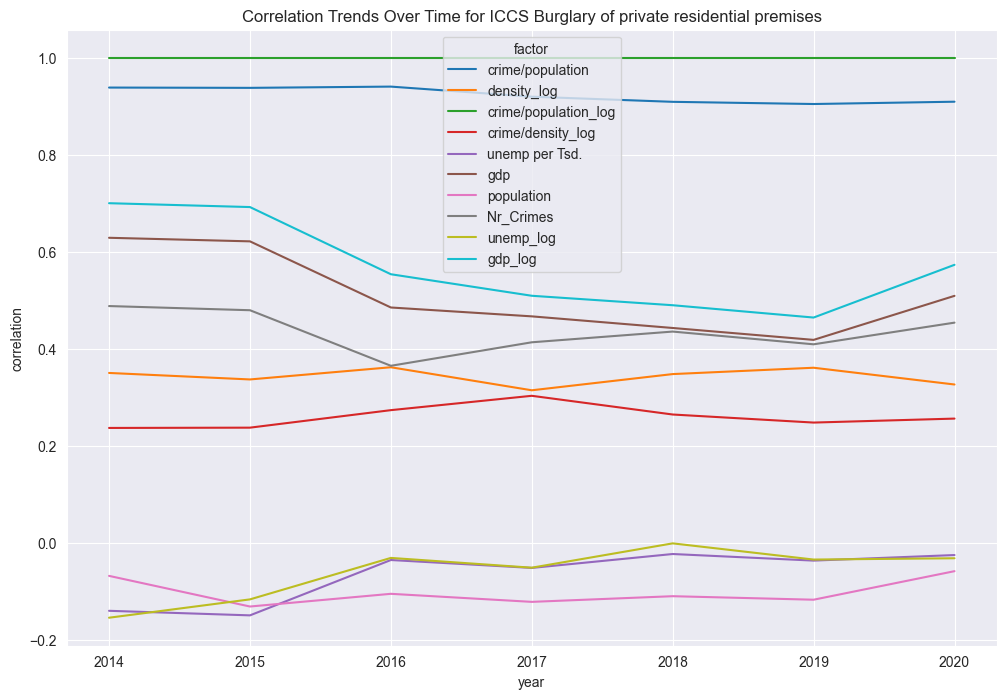 Correlation Trends Over Time for ICCS Burglary of private residential premises
factor
crime/population
density_log
crime/population_log
crime/density_log
unemp per Tsd.
gdp
population
Nr_Crimes
unemp_log
gdp_log
1.0
0.8
0.6
0.4
0.2
0.0
−0.2
correlation
2014 2015 2016 2017 2018 2019 2020
year